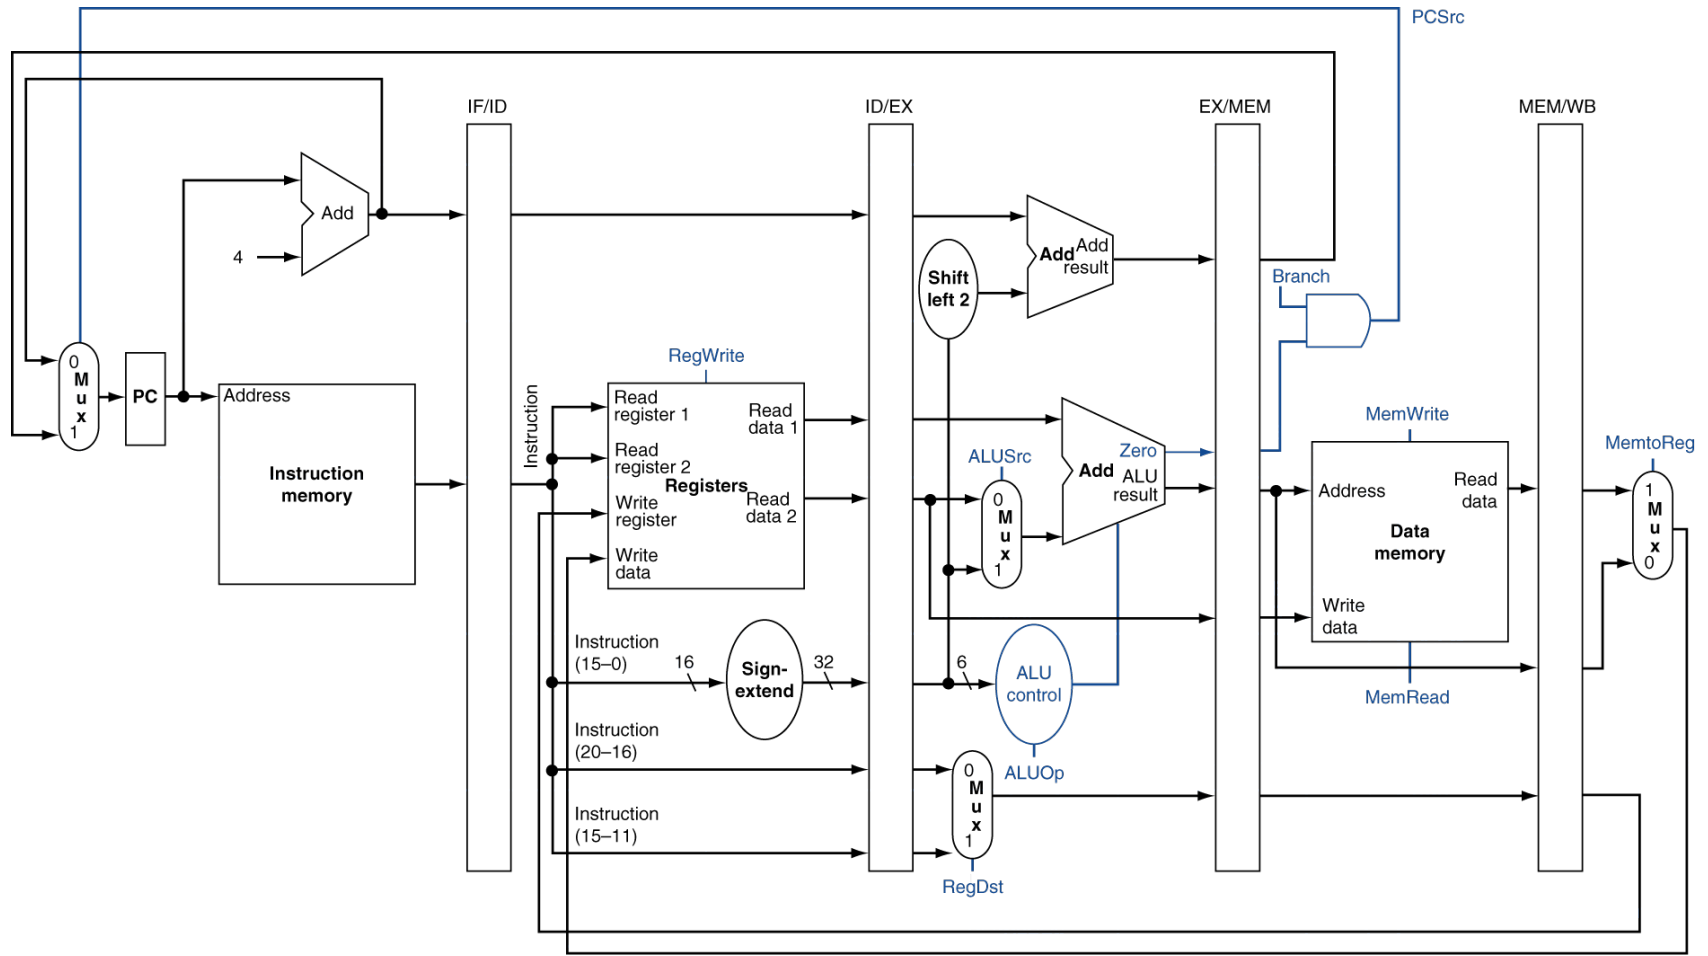 PCSrc
IF/ID
ID/EX
EX/MEM
MEM/WB
Add
4
Shift
left 2
Add
Add
result
Branch
0
M
u
x
1
PC
Address
Instruction
memory
Instruction
RegWrite
Read
register 1
Read
register 2
Write
register
Write
data
Registers
Read
data 1
Read
data 2
ALUSrc
0
M
u
x
1
Add
Zero
ALU
result
MemWrite
Address
Read
data
Data
memory
Write
data
MemRead
MemtoReg
1
M
u
x
0
Instruction
(15–0)
16
Sign-
extend
32
6
ALU
control
ALUOp
Instruction
(20–16)
Instruction
(15–11)
0
M
u
x
1
RegDst